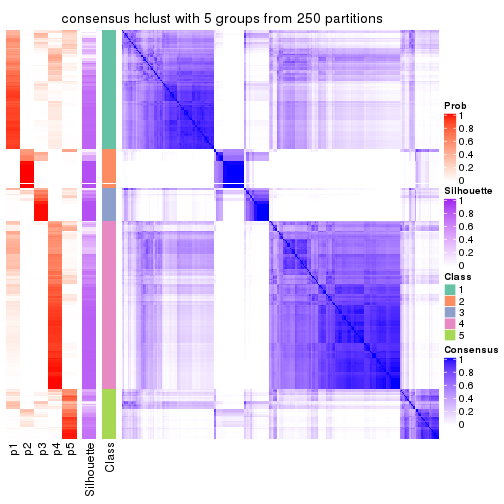 consensus hclust with 5 groups from 250 partitions
Prob
1
0.8
0.6
0.4
0.2
0
Silhouette
1
0.8
0.6
0.4
0.2
0
Class
1
2
3
4
5
Consensus
1
0.8
0.6
0.4
0.2
0
p1
p2
p3
p4
p5
Silhouette
Class